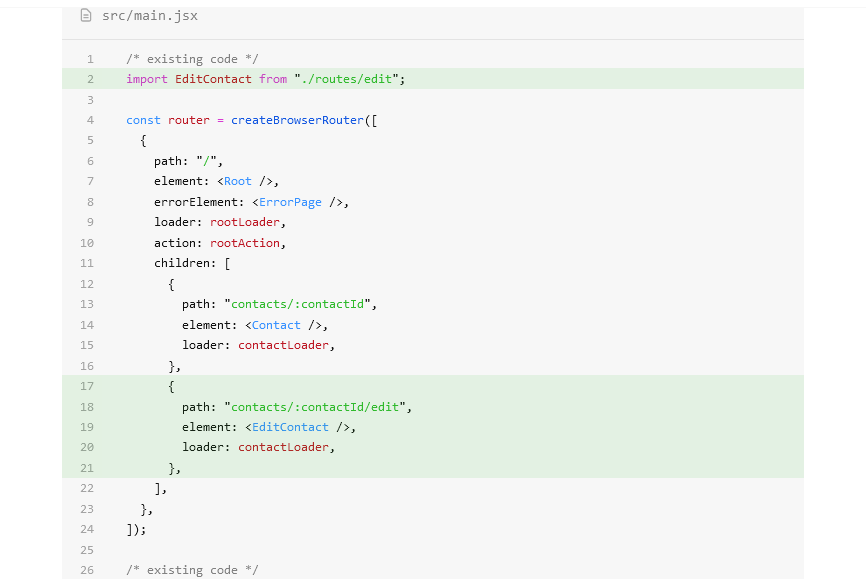 src/main.jsx
1 /* existing code */
2 import EditContact from "./routes/edit";
3
4 const router = createBrowserRouter([
5   {
6     path: "/",
7     element: <Root />,
8     errorElement: <ErrorPage />,
9     loader: rootLoader,
10     action: rootAction,
11     children: [
12       {
13         path: "contacts/:contactId",
14         element: <Contact />,
15         loader: contactLoader,
16       },
17       {
18         path: "contacts/:contactId/edit",
19         element: <EditContact />,
20         loader: contactLoader,
21       },
22     ],
23   },
24 ]);
25
26 /* existing code */